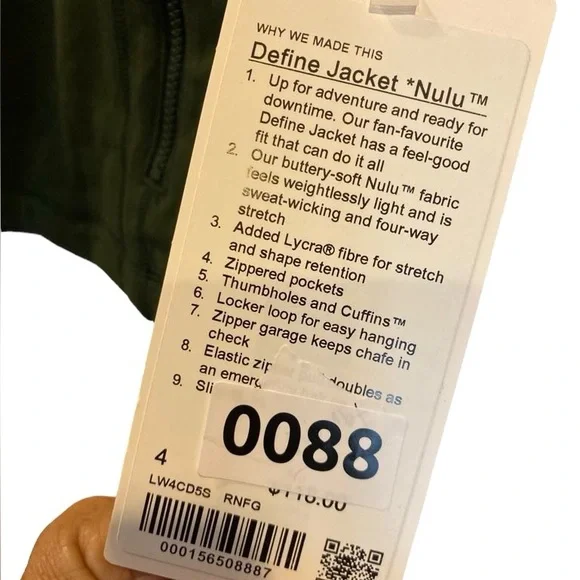 WHY WE MADE THIS
Define Jacket *Nulu™
1. Up for adventure and ready for
downtime. Our fan-favourite
Define Jacket has a feel-good
fit that can do it all
2. Our buttery-soft Nulu™ fabric
feels weightlessly light and is
sweat-wicking and four-way
stretch
3. Added Lycra® fibre for stretch
and shape retention
4. Zippered pockets
5. Thumbholes and Cuffins™
6. Locker loop for easy hanging
7. Zipper garage keeps chafe in
check
8. Elastic doubles as
an
9.
0088
4
$118.00
LW4CD5S RNFG
000156508887